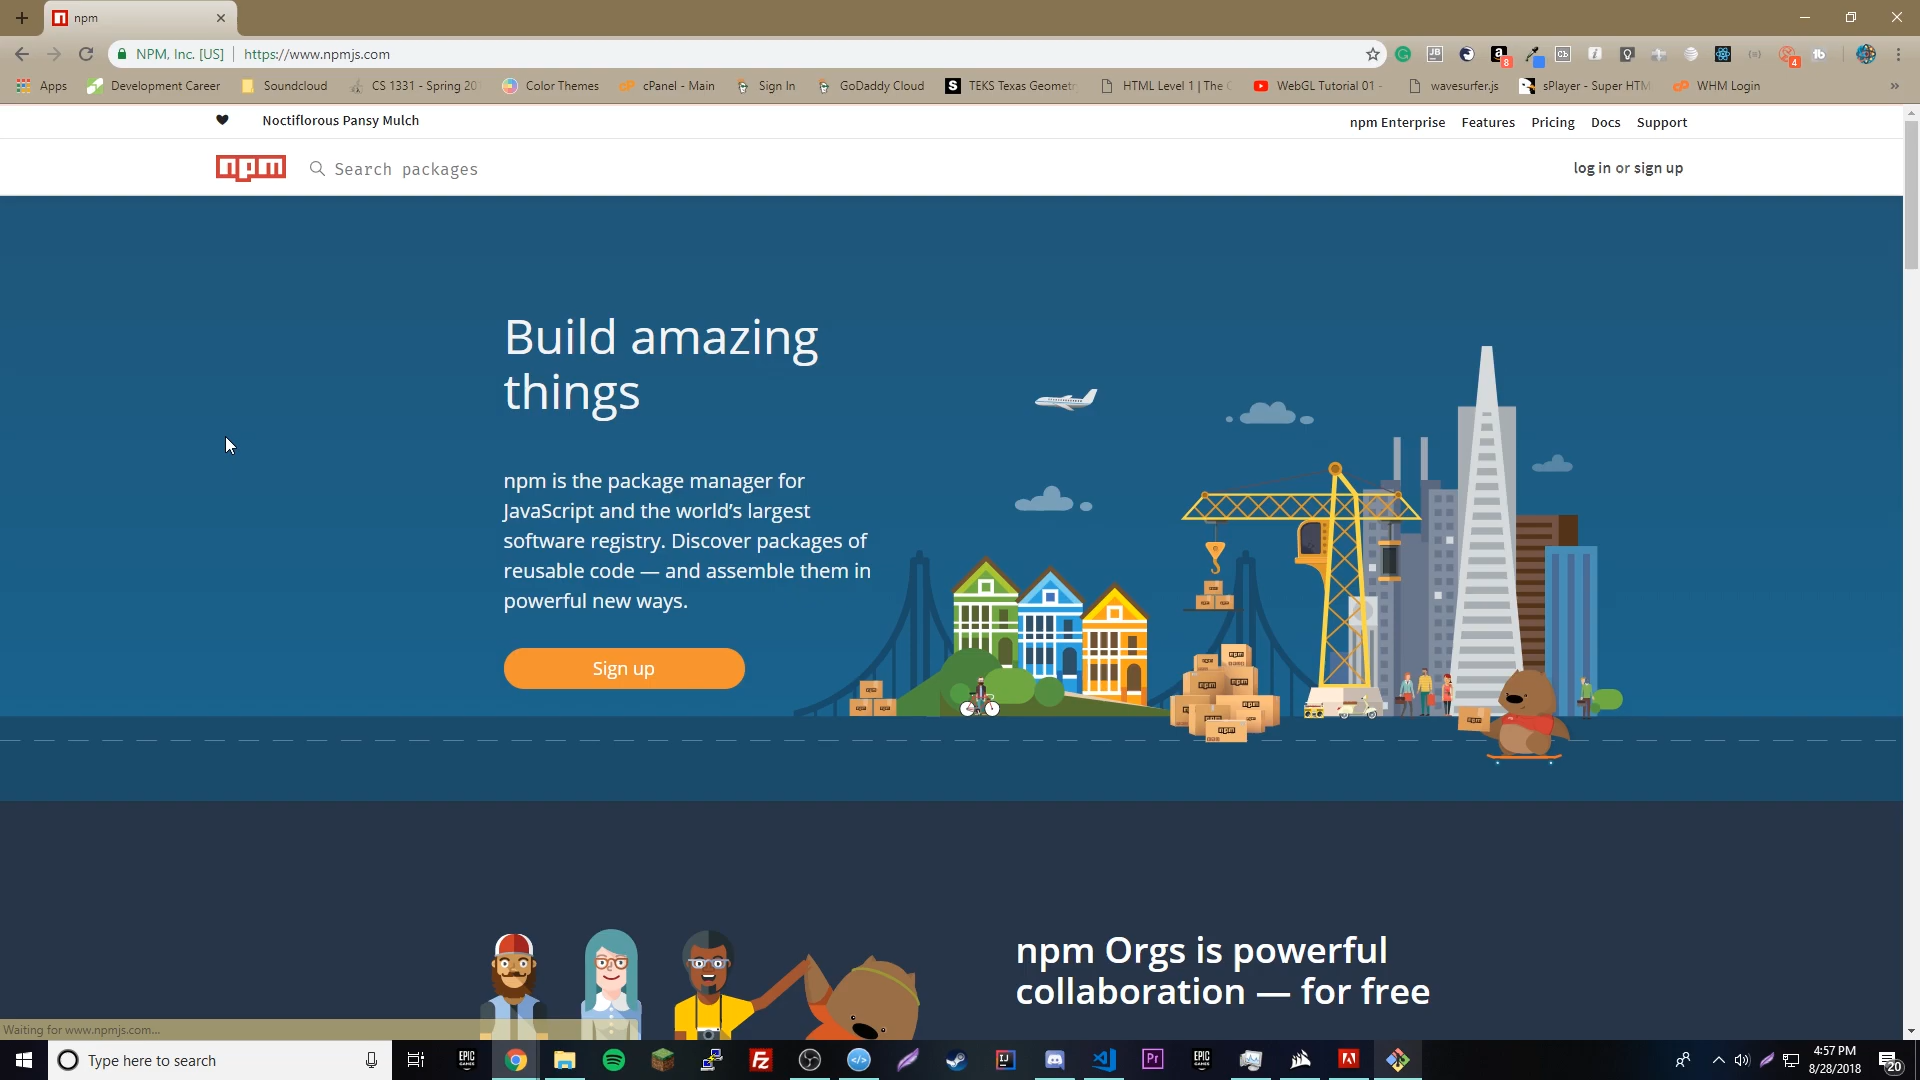 npm
NPM, Inc. [US]
https://www.npmjs.com
8
4
Apps
Development Career
Soundcloud
CS 1331 - Spring 20
Color Themes
cPanel - Main
Sign In
GoDaddy Cloud
TEKS Texas Geometr
HTML Level 1 | The C
WebGL Tutorial 01 -
wavesurfer.js
sPlayer - Super HTM
WHM Login
Noctiflorous Pansy Mulch
npm Enterprise
Features
Pricing
Docs
Support
npm
Search packages
log in or sign up
Build amazing
things
npm is the package manager for
JavaScript and the world’s largest
software registry. Discover packages of
reusable code — and assemble them in
powerful new ways.
Sign up
npm Orgs is powerful
collaboration — for free
Waiting for www.npmjs.com...
Type here to search
4:57 PM
8/28/2018
20